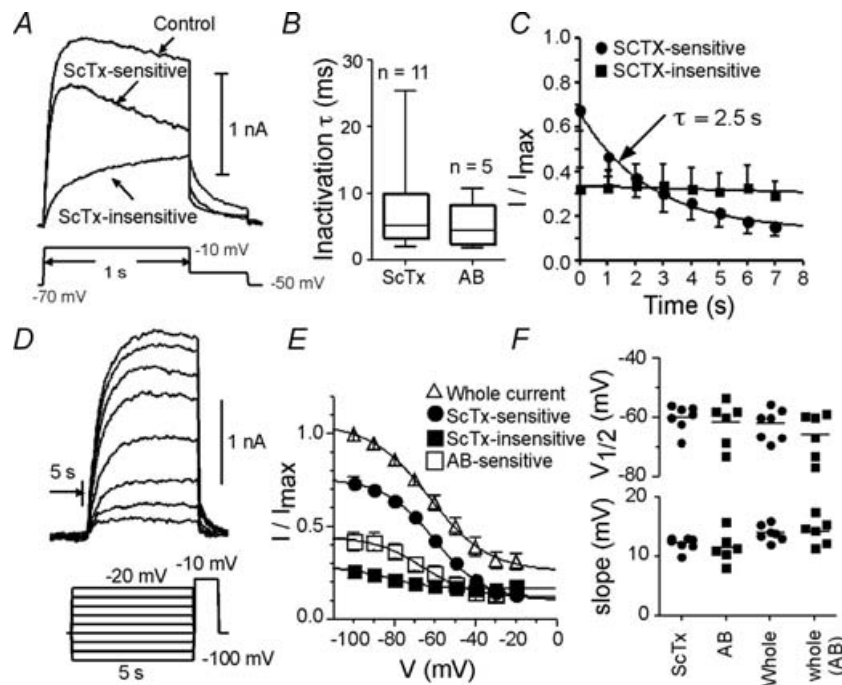 A
Control
ScTx-sensitive
1 nA
ScTx-insensitive
-10 mV
1 s
-70 mV
-50 mV
B
Inactivation τ (ms)
30
20
10
0
n = 11
n = 5
ScTx
AB
C
I / Imax
1.0
0.8
0.6
0.4
0.2
0.0
SCTX-sensitive
SCTX-insensitive
τ = 2.5 s
0 1 2 3 4 5 6 7 8
Time (s)
D
5 s
1 nA
-10 mV
-20 mV
-100 mV
5 s
E
I / Imax
1.0
0.5
0.0
Whole current
ScTx-sensitive
ScTx-insensitive
AB-sensitive
-100 -80 -60 -40 -20 0
V (mV)
F
V1/2 (mV)
-40
-60
-80
slope (mV)
20
10
0
ScTx
AB
Whole
whole (AB)